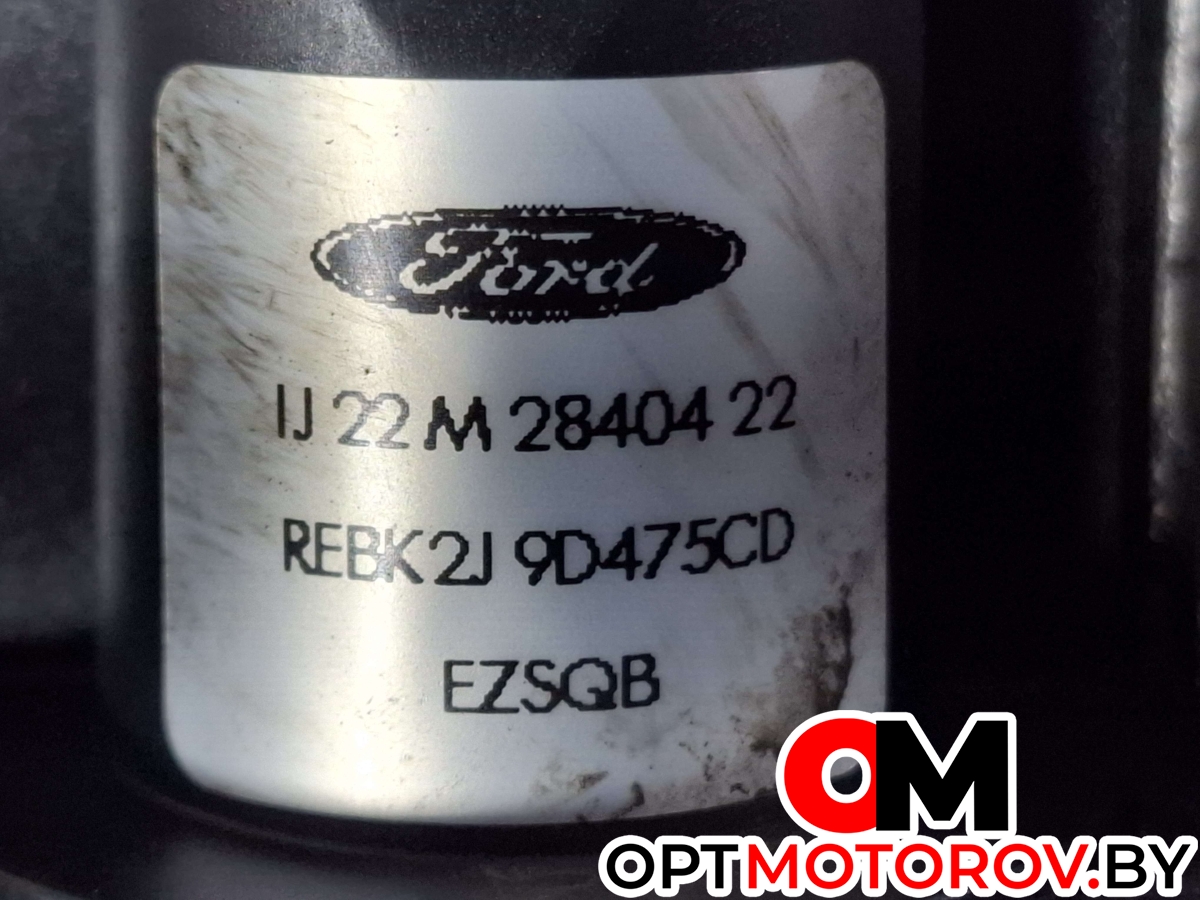 Ford
IJ 22 M 28404 22
REBK2J 9D475CD
EZSQB
OM
OPTMOTOROV.BY